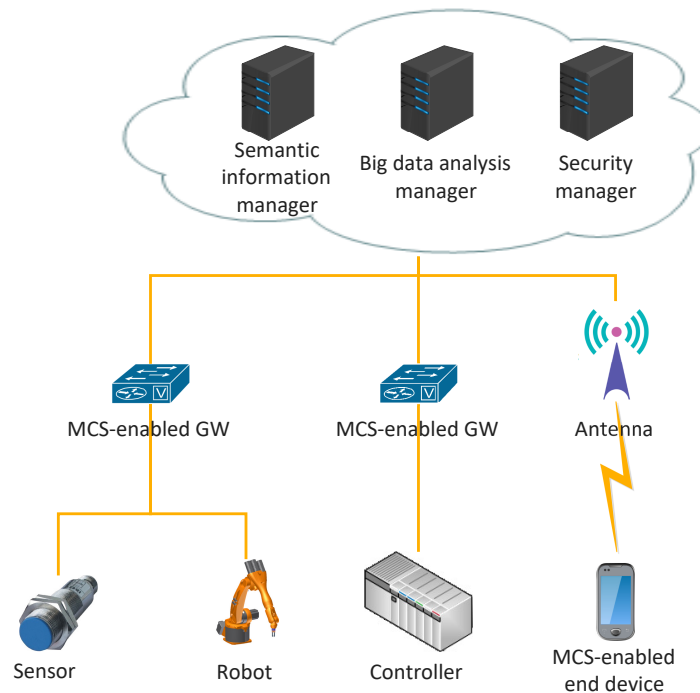 Semantic
information
manager
Big data analysis
manager
Security
manager
MCS-enabled GW
MCS-enabled GW
Antenna
Sensor
Robot
Controller
MCS-enabled
end device